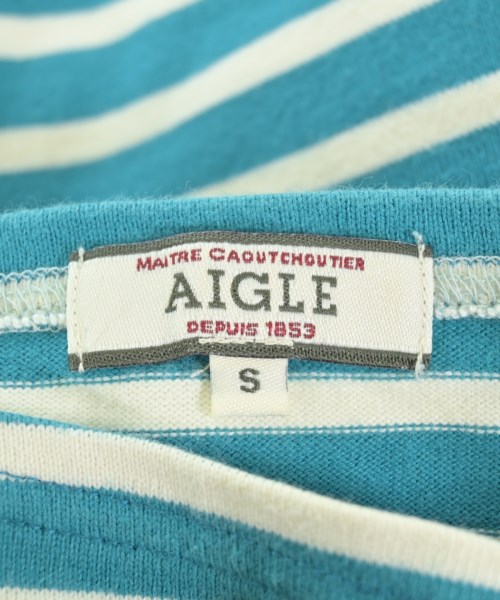 MAITRE CAOUTCHOUTIER
AIGLE
DEPUIS 1853
S